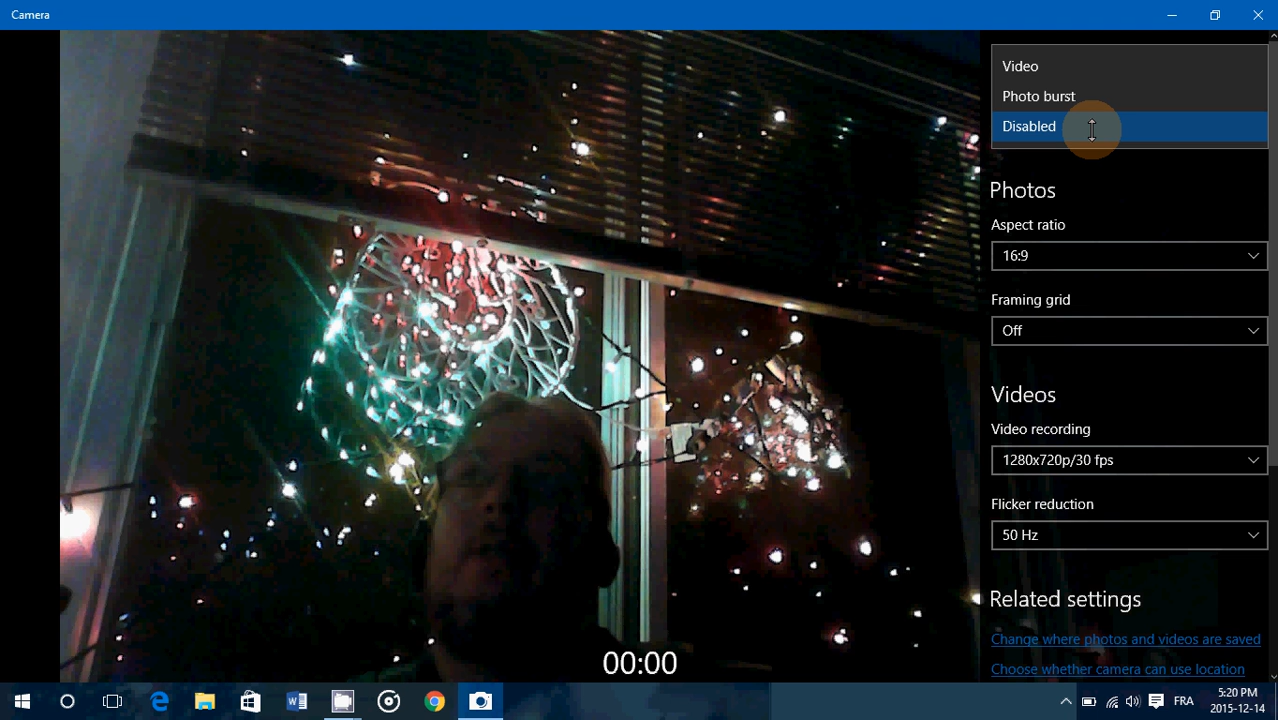 Camera
Video
Photo burst
Disabled
Photos
Aspect ratio
16:9
Framing grid
Off
Videos
Video recording
1280x720p/30 fps
Flicker reduction
50 Hz
Related settings
Change where photos and videos are saved
Choose whether camera can use location
00:00
FRA
5:20 PM
2015-12-14